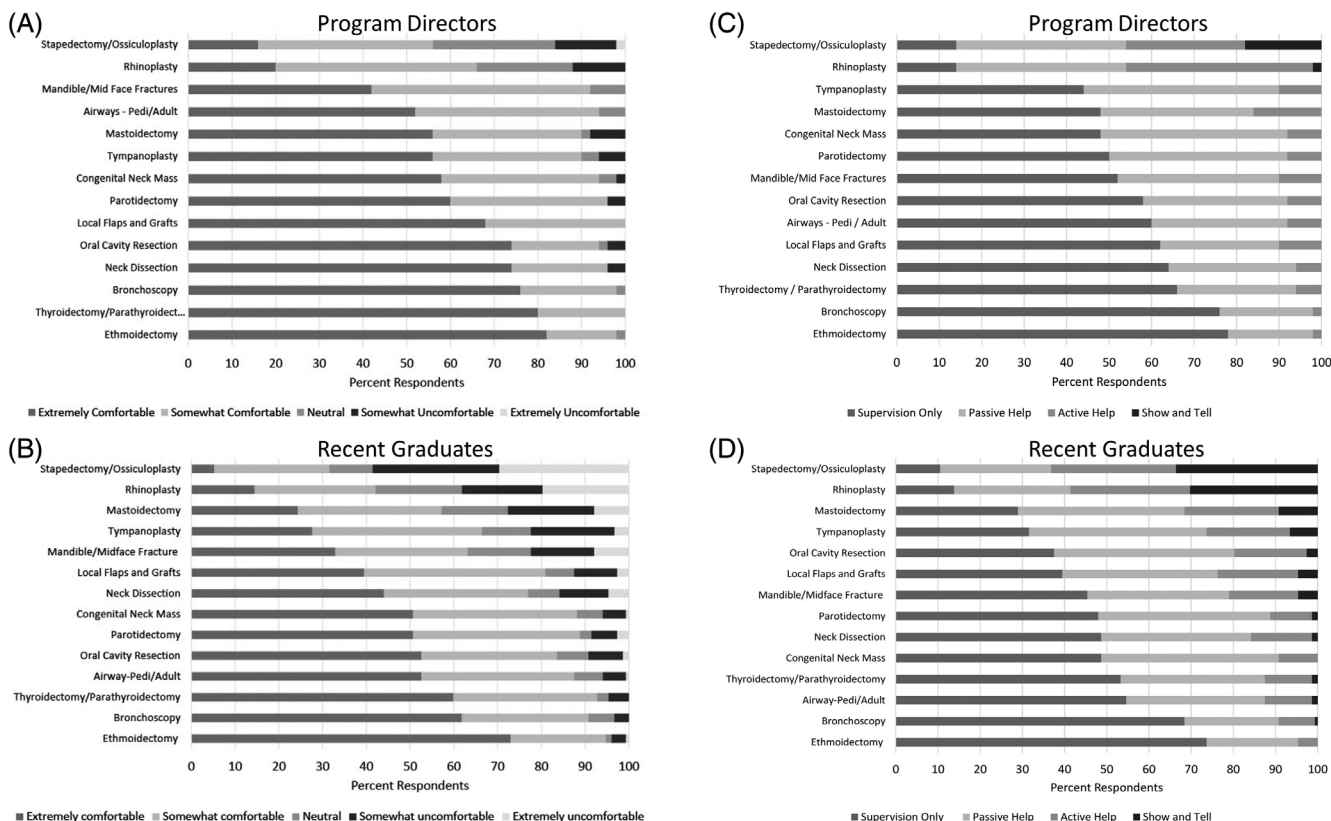 (A) Program Directors
Stapedectomy/Ossiculoplasty
Rhinoplasty
Mandible/Mid Face Fractures
Airways - Pedi/Adult
Mastoidectomy
Tympanoplasty
Congenital Neck Mass
Parotidectomy
Local Flaps and Grafts
Oral Cavity Resection
Neck Dissection
Bronchoscopy
Thyroidectomy/Parathyroidect...
Ethmoidectomy
0 10 20 30 40 50 60 70 80 90 100
Percent Respondents
Extremely Comfortable Somewhat Comfortable Neutral Somewhat Uncomfortable Extremely Uncomfortable
(B) Recent Graduates
Stapedectomy/Ossiculoplasty
Rhinoplasty
Mastoidectomy
Tympanoplasty
Mandible/Midface Fracture
Local Flaps and Grafts
Neck Dissection
Congenital Neck Mass
Parotidectomy
Oral Cavity Resection
Airway-Pedi/Adult
Thyroidectomy/Parathyroidectomy
Bronchoscopy
Ethmoidectomy
0 10 20 30 40 50 60 70 80 90 100
Percent Respondents
Extremely comfortable Somewhat comfortable Neutral Somewhat uncomfortable Extremely uncomfortable
(C) Program Directors
Stapedectomy/Ossiculoplasty
Rhinoplasty
Tympanoplasty
Mastoidectomy
Congenital Neck Mass
Parotidectomy
Mandible/Mid Face Fractures
Oral Cavity Resection
Airways - Pedi / Adult
Local Flaps and Grafts
Neck Dissection
Thyroidectomy / Parathyroidectomy
Bronchoscopy
Ethmoidectomy
0 10 20 30 40 50 60 70 80 90 100
Percent Respondents
Supervision Only Passive Help Active Help Show and Tell
(D) Recent Graduates
Stapedectomy/Ossiculoplasty
Rhinoplasty
Mastoidectomy
Tympanoplasty
Oral Cavity Resection
Local Flaps and Grafts
Mandible/Midface Fracture
Parotidectomy
Neck Dissection
Congenital Neck Mass
Thyroidectomy/Parathyroidectomy
Airway-Pedi/Adult
Bronchoscopy
Ethmoidectomy
0 10 20 30 40 50 60 70 80 90 100
Percent Respondents
Supervision Only Passive Help Active Help Show and Tell